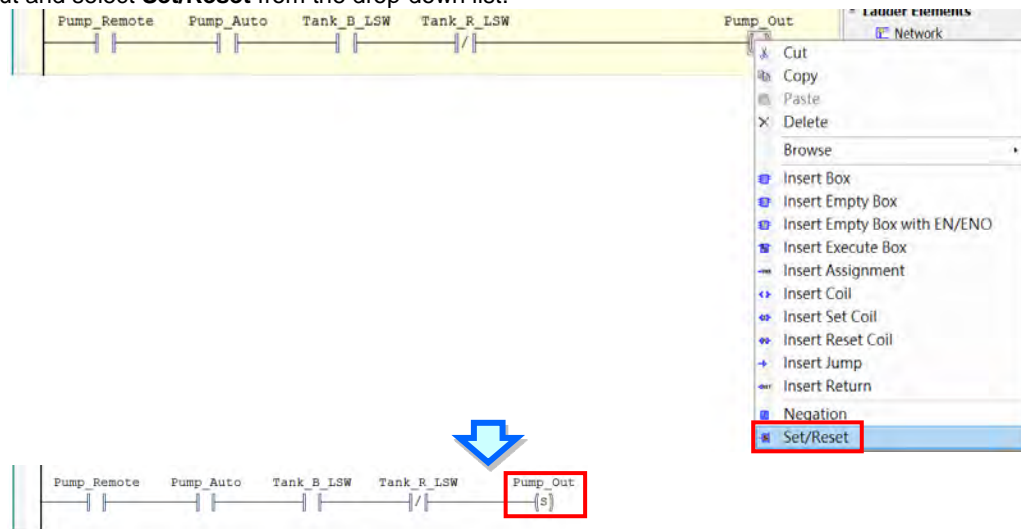 ut and select Set/Reset from the drop-down list.
Pump_Remote Pump_Auto Tank_B_LSW Tank_R_LSW Pump_Out
Ladder Elements
Network
Cut
Copy
Paste
Delete
Browse
Insert Box
Insert Empty Box
Insert Empty Box with EN/ENO
Insert Execute Box
Insert Assignment
Insert Coil
Insert Set Coil
Insert Reset Coil
Insert Jump
Insert Return
Negation
Set/Reset
Pump_Remote Pump_Auto Tank_B_LSW Tank_R_LSW Pump_Out
S